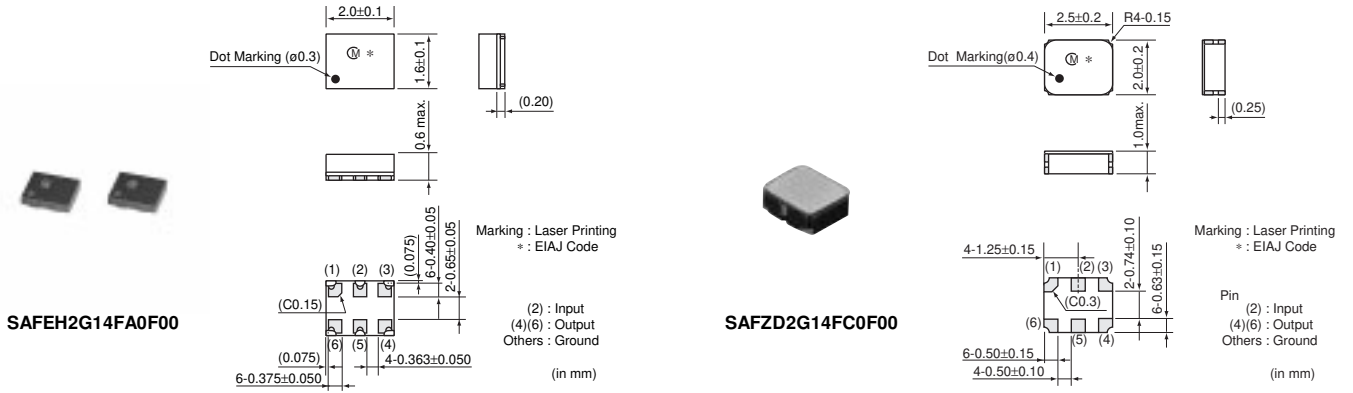 2.0±0.1
Dot Marking (ø0.3)
M *
1.6±0.1
(0.20)
0.6 max.
Marking : Laser Printing
* : EIAJ Code
(1) (2) (3)
(0.075)
6-0.40±0.05
2-0.65±0.05
(C0.15)
(2) : Input
(4)(6) : Output
Others : Ground
(6) (5) (4)
(0.075)
4-0.363±0.050
6-0.375±0.050
(in mm)
SAFEH2G14FA0F00
2.5±0.2
R4-0.15
Dot Marking(ø0.4)
M *
2.0±0.2
(0.25)
1.0max.
Marking : Laser Printing
* : EIAJ Code
4-1.25±0.15
(1) (2) (3)
2-0.74±0.10
6-0.63±0.15
(C0.3)
Pin
(2) : Input
(4)(6) : Output
Others : Ground
(6)
(5) (4)
6-0.50±0.15
4-0.50±0.10
(in mm)
SAFZD2G14FC0F00